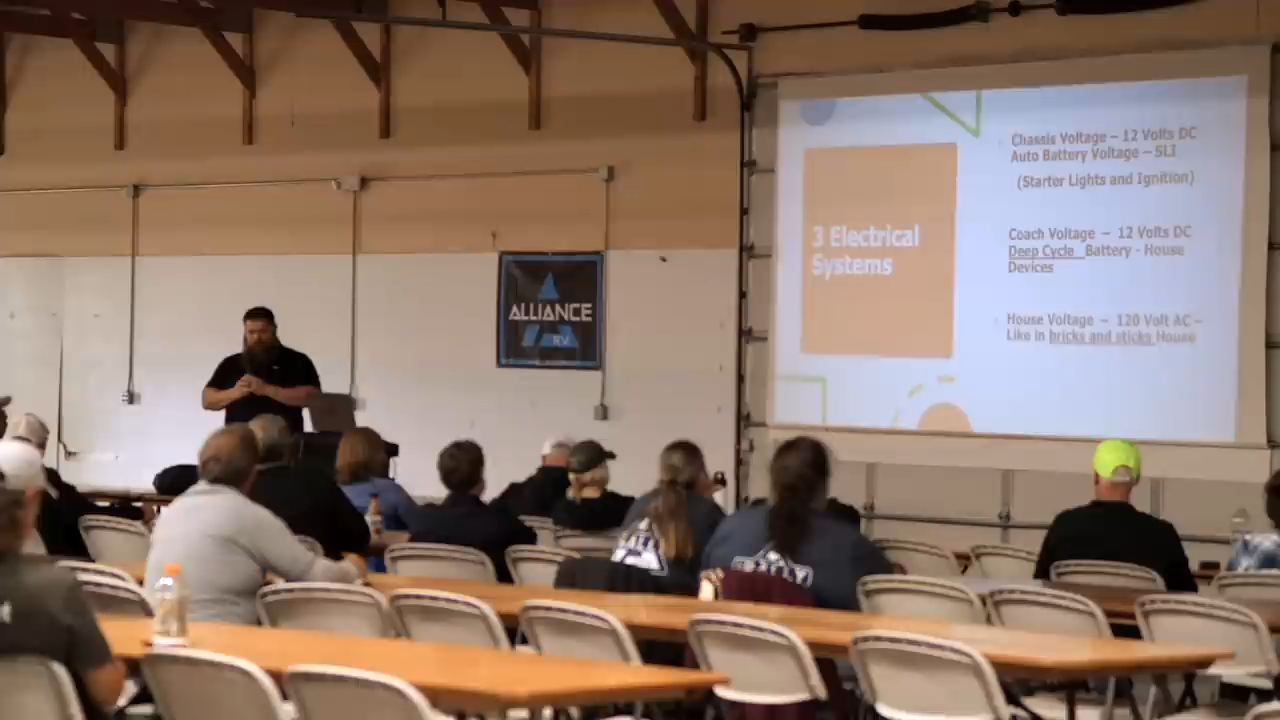 Chassis Voltage – 12 Volts DC
Auto Battery Voltage – SLI
(Starter Lights and Ignition)
3 Electrical
Systems
Coach Voltage – 12 Volts DC
Deep Cycle Battery - House
Devices
House Voltage – 120 Volt AC –
Like in bricks and sticks House
ALLIANCE
RV